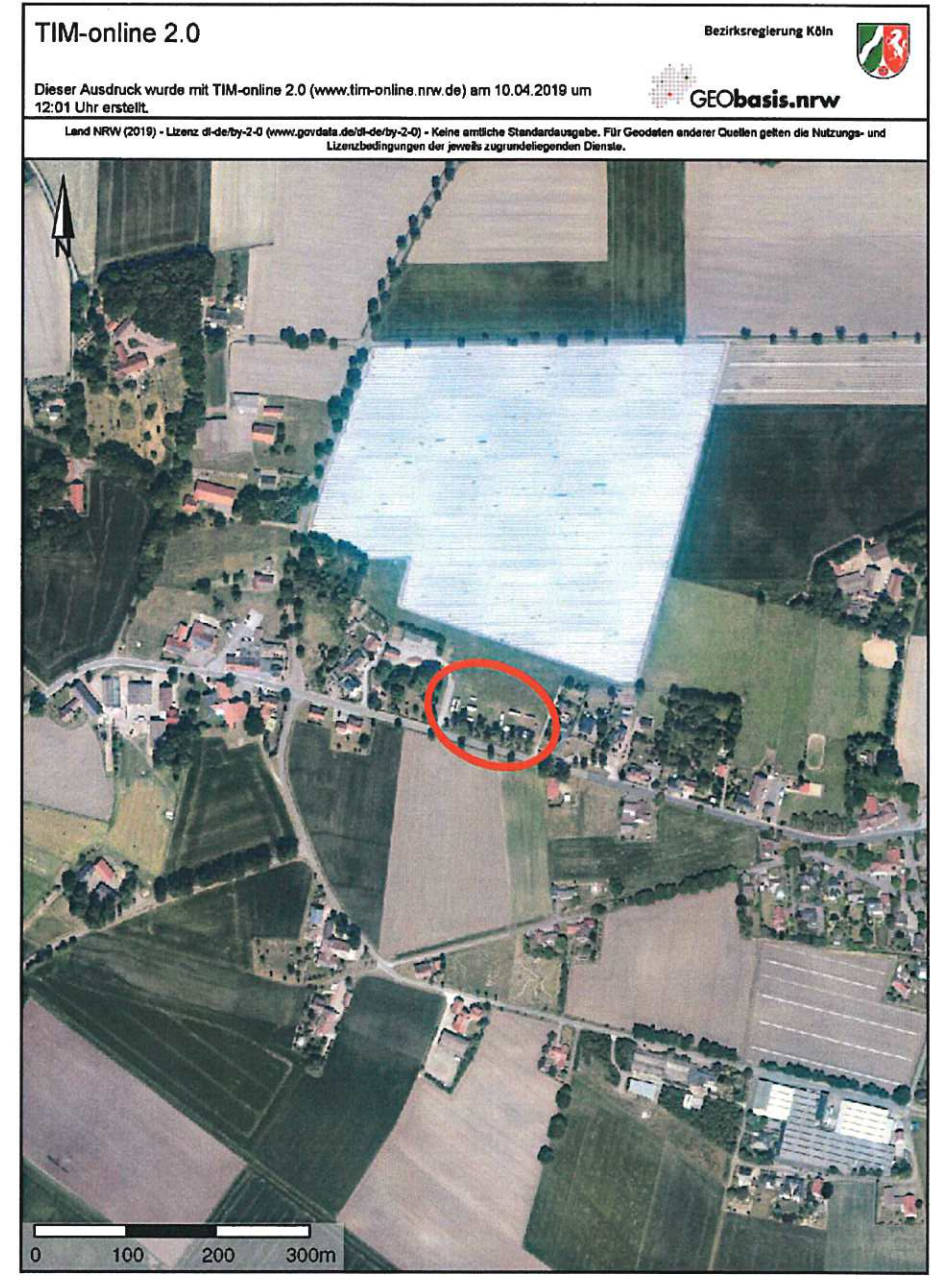 TIM-online 2.0
Bezirksregierung Köln
Dieser Ausdruck wurde mit TIM-online 2.0 (www.tim-online.nrw.de) am 10.04.2019 um
12:01 Uhr erstellt.
GEObasis.nrw
Land NRW (2019) - Lizenz dl-de/by-2-0 (www.govdata.de/dl-de/by-2-0) - Keine amtliche Standardausgabe. Für Geodaten anderer Quellen gelten die Nutzungs- und
Lizenzbedingungen der jeweils zugrundeliegenden Dienste.
N
0 100 200 300m